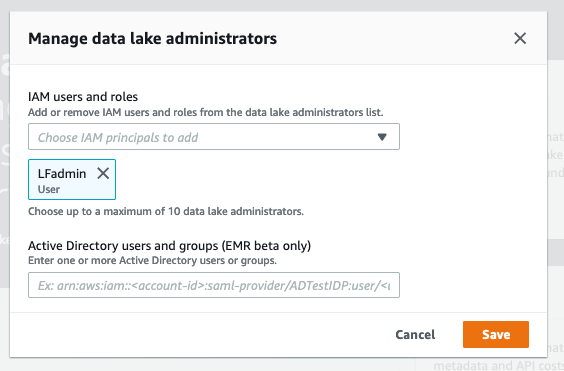 Manage data lake administrators
IAM users and roles
Add or remove IAM users and roles from the data lake administrators list.
Choose IAM principals to add
LFadmin
User
Choose up to a maximum of 10 data lake administrators.
Active Directory users and groups (EMR beta only)
Enter one or more Active Directory users or groups.
Ex: arn:aws:iam::<account-id>:saml-provider/ADTestIDP:user/<
Cancel
Save
metadata and API costs